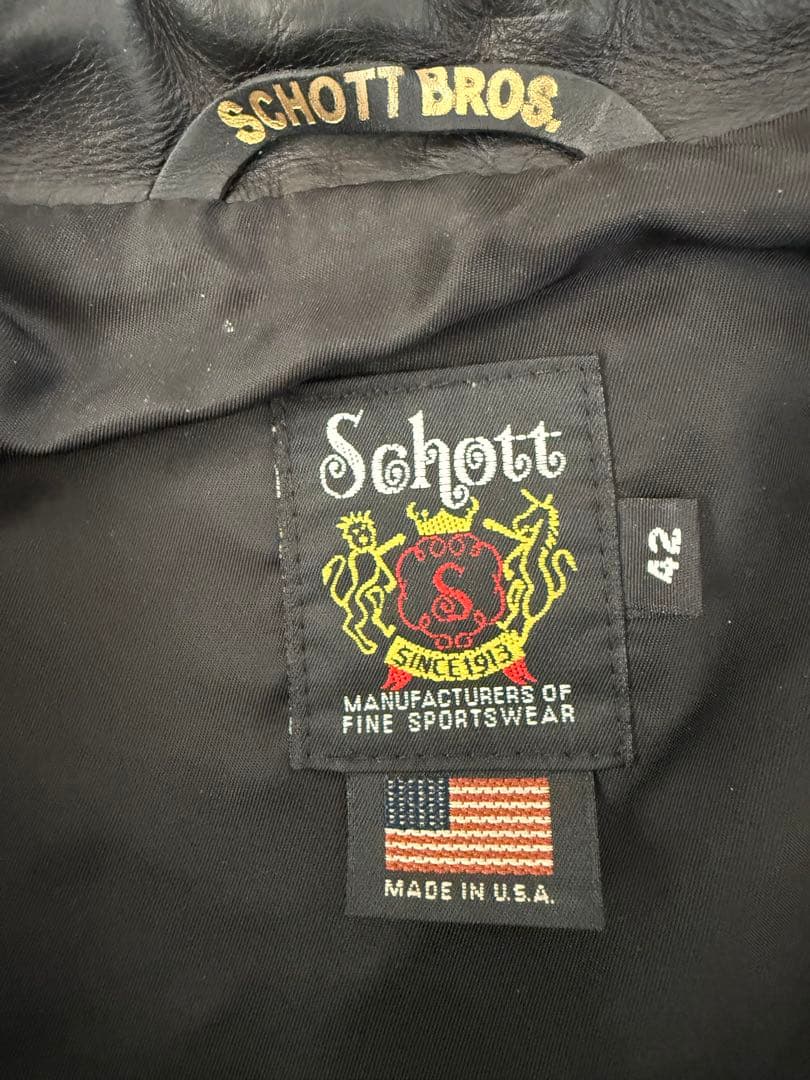 SCHOTT BROS.
Schott
S
SINCE 1913
MANUFACTURERS OF
FINE SPORTSWEAR
42
MADE IN U.S.A.